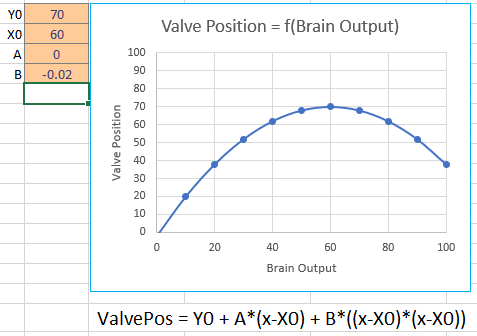 Y0 70
X0 60
A 0
B -0.02
Valve Position = f(Brain Output)
100
90
80
70
60
50
40
30
20
10
0
Valve Position
0 20 40 60 80 100
Brain Output
ValvePos = Y0 + A*(x-X0) + B*((x-X0)*(x-X0))